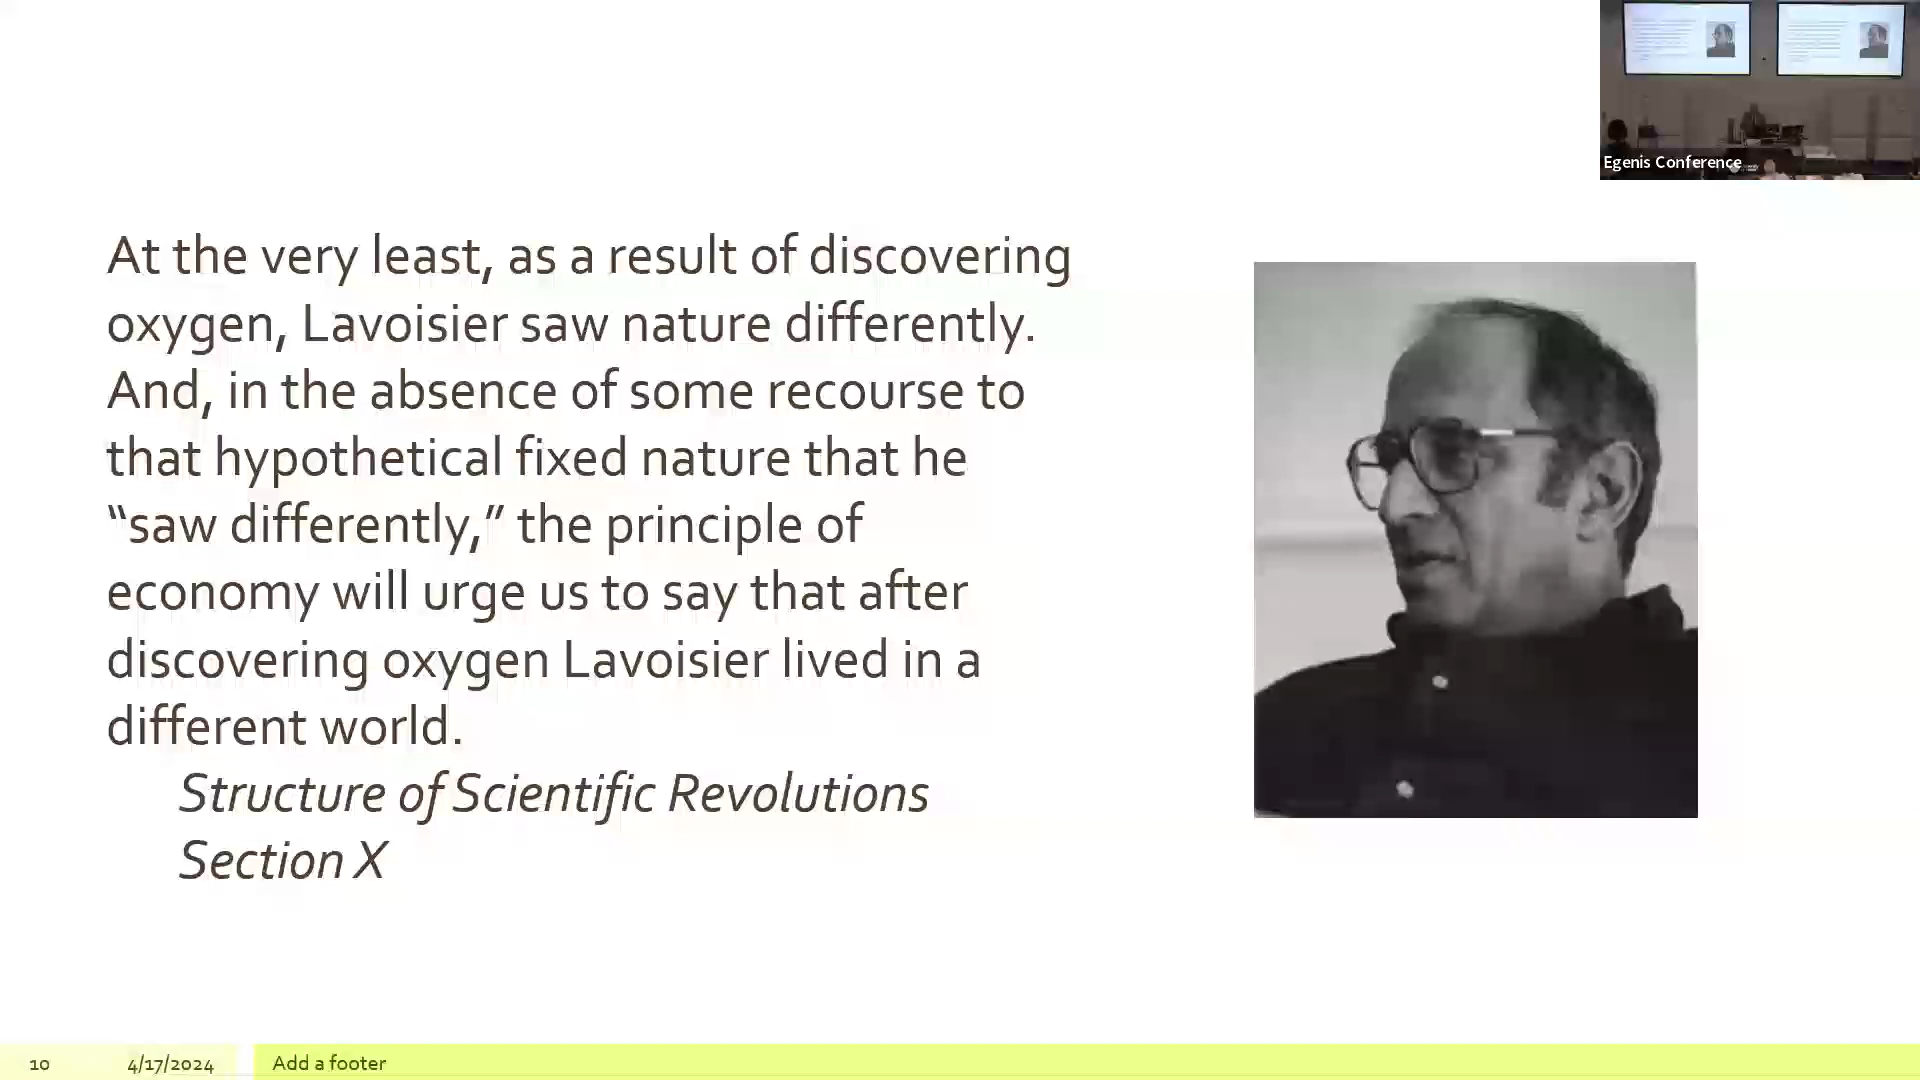 Egenis Conference
At the very least, as a result of discovering
oxygen, Lavoisier saw nature differently.
And, in the absence of some recourse to
that hypothetical fixed nature that he
“saw differently,” the principle of
economy will urge us to say that after
discovering oxygen Lavoisier lived in a
different world.
Structure of Scientific Revolutions
Section X
10
4/17/2024
Add a footer